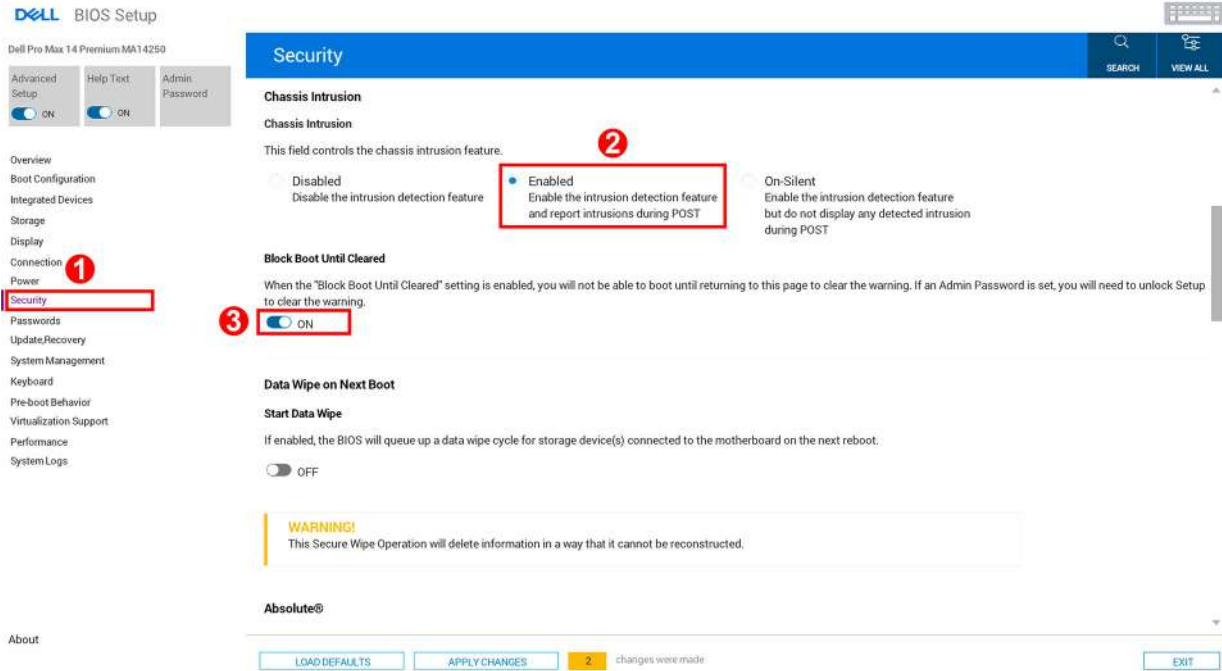 DELL BIOS Setup
Dell Pro Max 14 Premium MA14250
Advanced Setup
ON
Help Text
ON
Admin Password
Overview
Boot Configuration
Integrated Devices
Storage
Display
Connection
1
Power
Security
Passwords
Update,Recovery
System Management
Keyboard
Pre-boot Behavior
Virtualization Support
Performance
System Logs
About
Security
SEARCH
VIEW ALL
Chassis Intrusion
Chassis Intrusion
This field controls the chassis intrusion feature.
2
Disabled
Disable the intrusion detection feature
Enabled
Enable the intrusion detection feature
and report intrusions during POST
On-Silent
Enable the intrusion detection feature
but do not display any detected intrusion
during POST
Block Boot Until Cleared
When the "Block Boot Until Cleared" setting is enabled, you will not be able to boot until returning to this page to clear the warning. If an Admin Password is set, you will need to unlock Setup
to clear the warning.
3
ON
Data Wipe on Next Boot
Start Data Wipe
If enabled, the BIOS will queue up a data wipe cycle for storage device(s) connected to the motherboard on the next reboot.
OFF
WARNING!
This Secure Wipe Operation will delete information in a way that it cannot be reconstructed.
Absolute®
LOAD DEFAULTS
APPLY CHANGES
2
changes were made
EXIT